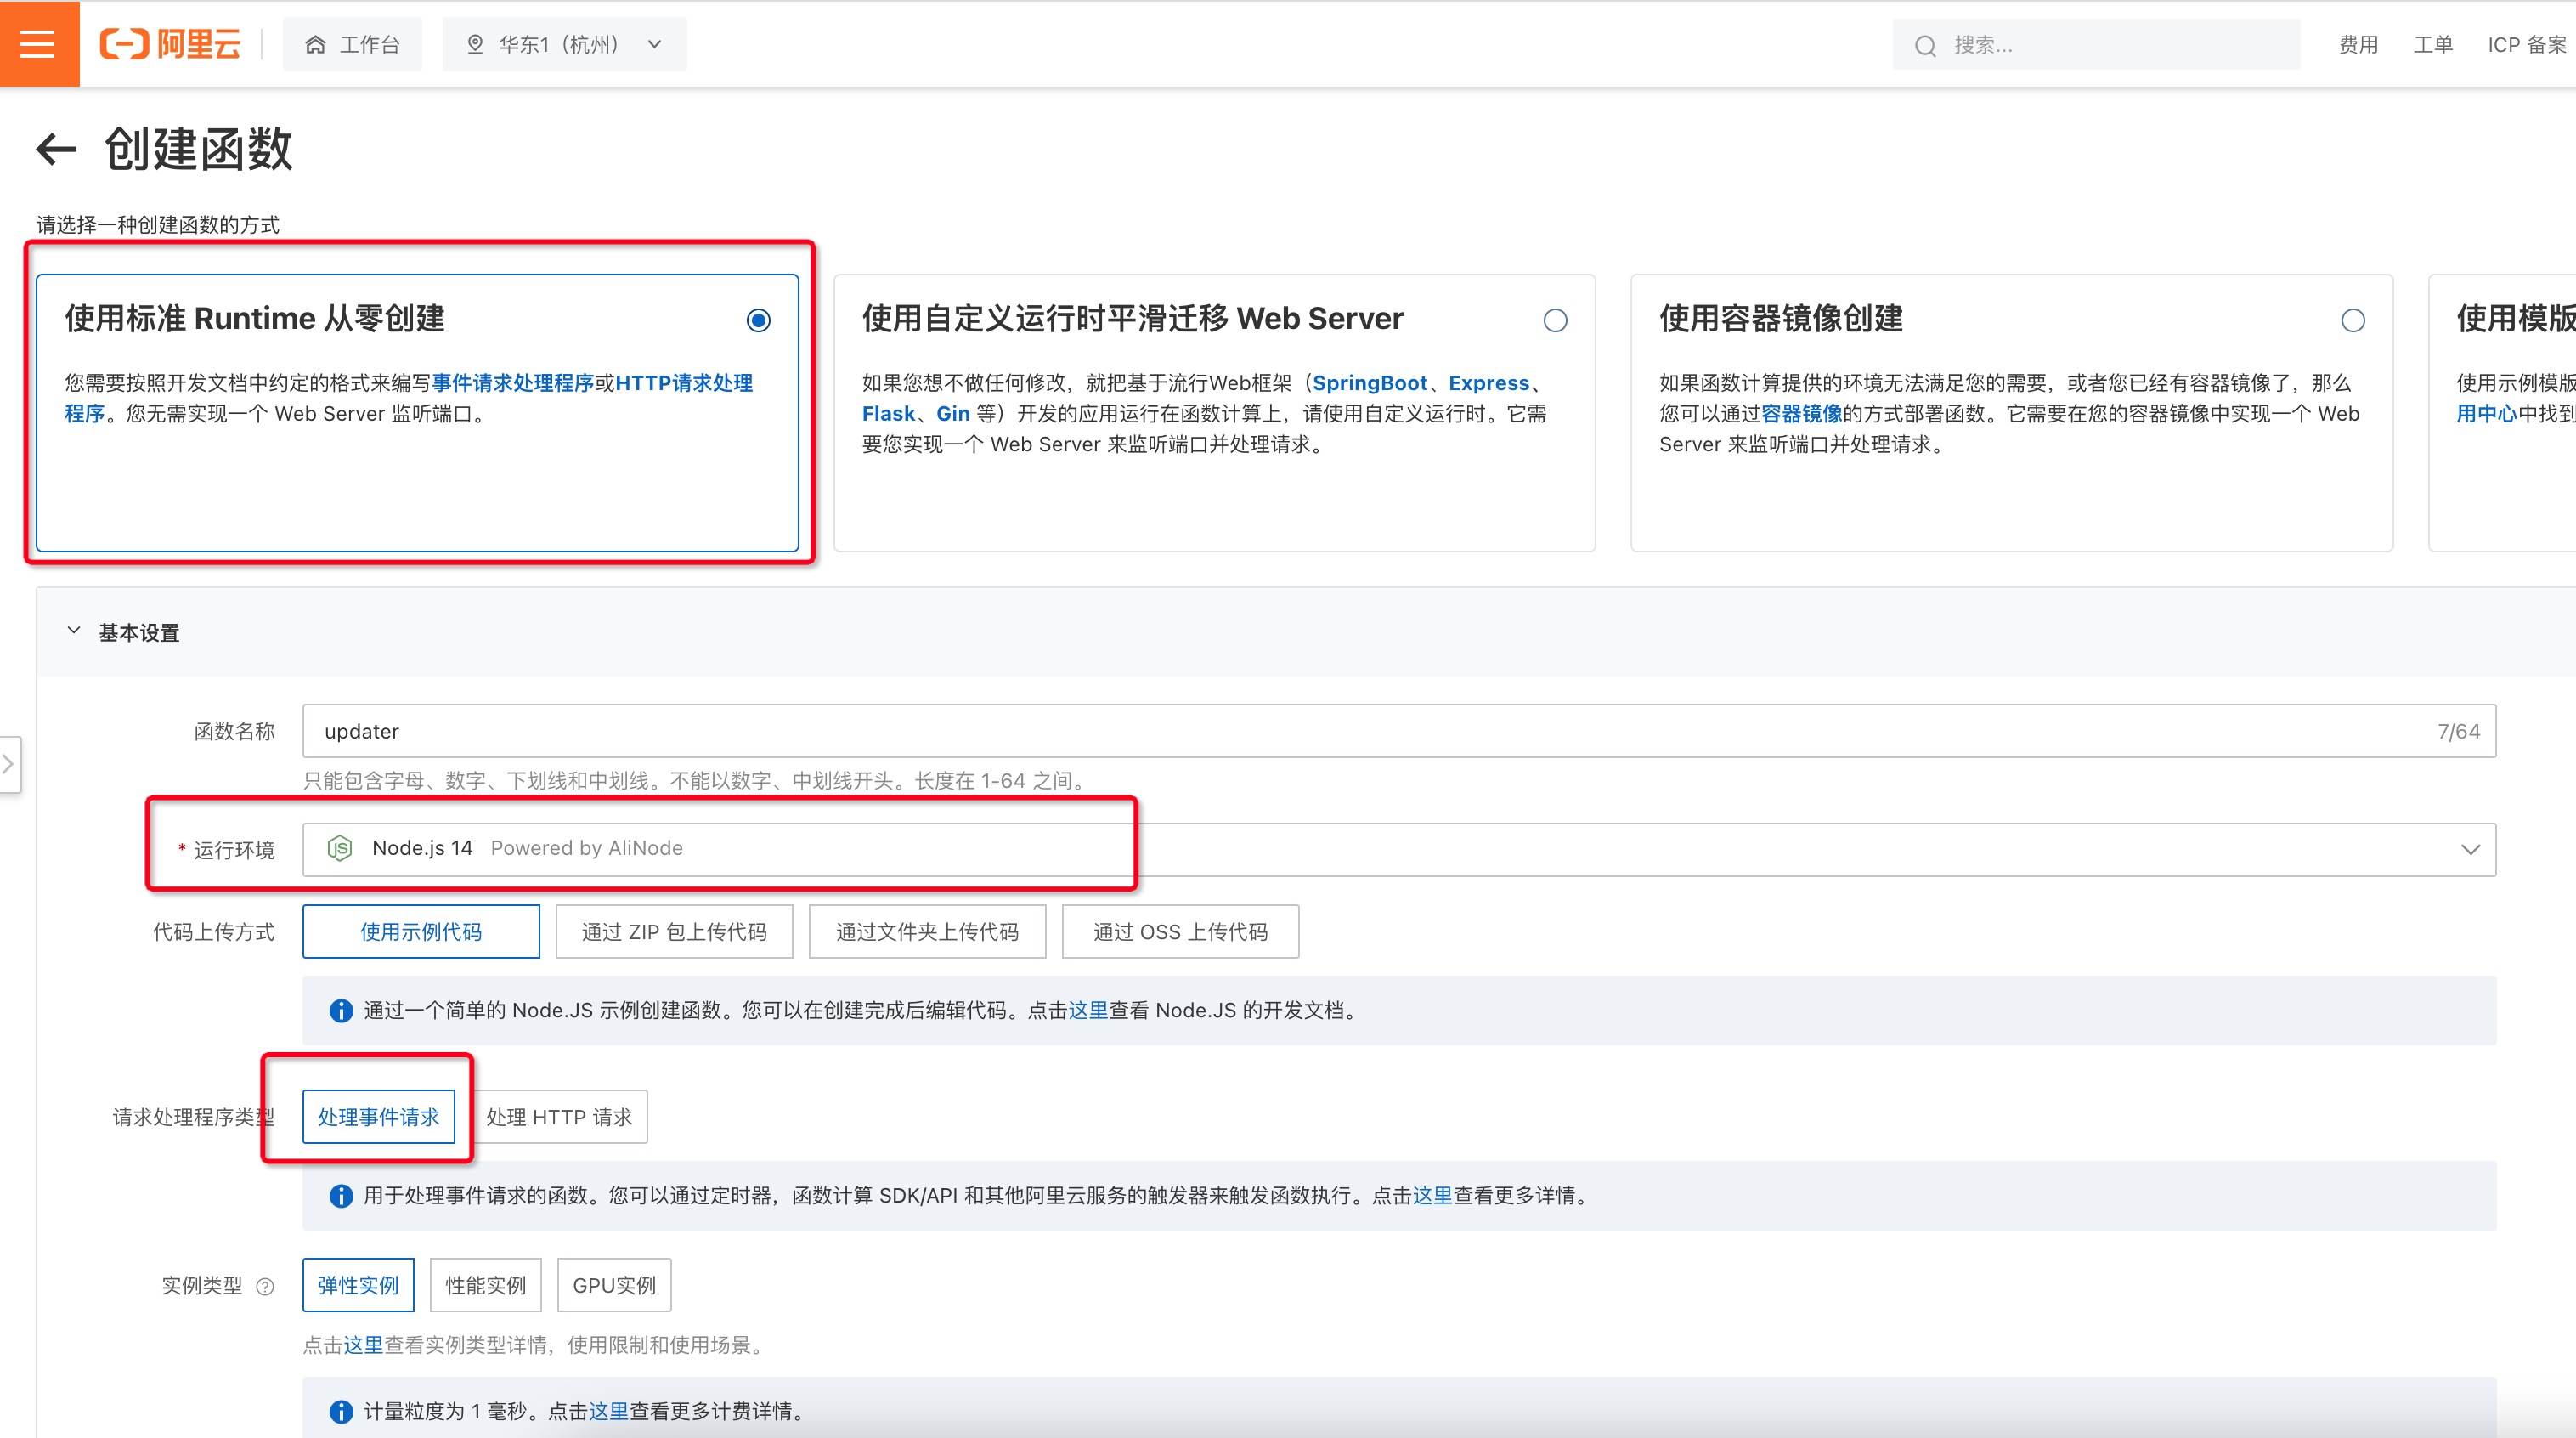 阿里云
工作台
华东1（杭州）
搜索...
费用
工单
ICP 备案
创建函数
请选择一种创建函数的方式
使用标准 Runtime 从零创建
您需要按照开发文档中约定的格式来编写事件请求处理程序或HTTP请求处理
程序。您无需实现一个 Web Server 监听端口。
使用自定义运行时平滑迁移 Web Server
如果您想不做任何修改，就把基于流行Web框架（SpringBoot、Express、
Flask、Gin 等）开发的应用运行在函数计算上，请使用自定义运行时。它需
要您实现一个 Web Server 来监听端口并处理请求。
使用容器镜像创建
如果函数计算提供的环境无法满足您的需要，或者您已经有容器镜像了，那么
您可以通过容器镜像的方式部署函数。它需要在您的容器镜像中实现一个 Web
Server 来监听端口并处理请求。
使用模版
使用示例模版
用中心中找到
基本设置
函数名称
updater
7/64
只能包含字母、数字、下划线和中划线。不能以数字、中划线开头。长度在 1-64 之间。
* 运行环境
JS
Node.js 14 Powered by AliNode
代码上传方式
使用示例代码
通过 ZIP 包上传代码
通过文件夹上传代码
通过 OSS 上传代码
通过一个简单的 Node.JS 示例创建函数。您可以在创建完成后编辑代码。点击这里查看 Node.JS 的开发文档。
请求处理程序类型
处理事件请求
处理 HTTP 请求
用于处理事件请求的函数。您可以通过定时器，函数计算 SDK/API 和其他阿里云服务的触发器来触发函数执行。点击这里查看更多详情。
实例类型
弹性实例
性能实例
GPU实例
点击这里查看实例类型详情，使用限制和使用场景。
计量粒度为 1 毫秒。点击这里查看更多计费详情。